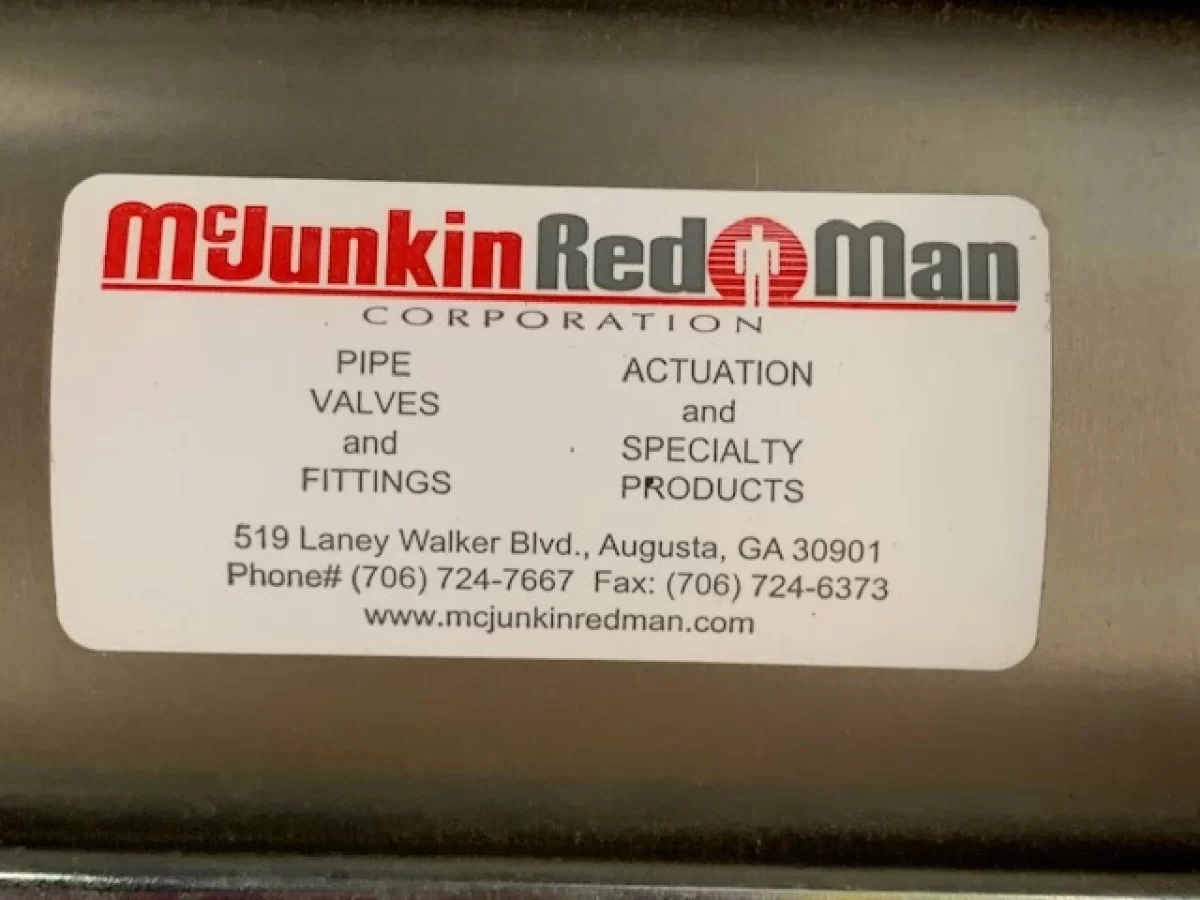 McJunkin Red Man
CORPORATION
PIPE
VALVES
and
FITTINGS
ACTUATION
and
SPECIALTY
PRODUCTS
519 Laney Walker Blvd., Augusta, GA 30901
Phone# (706) 724-7667 Fax: (706) 724-6373
www.mcjunkinredman.com